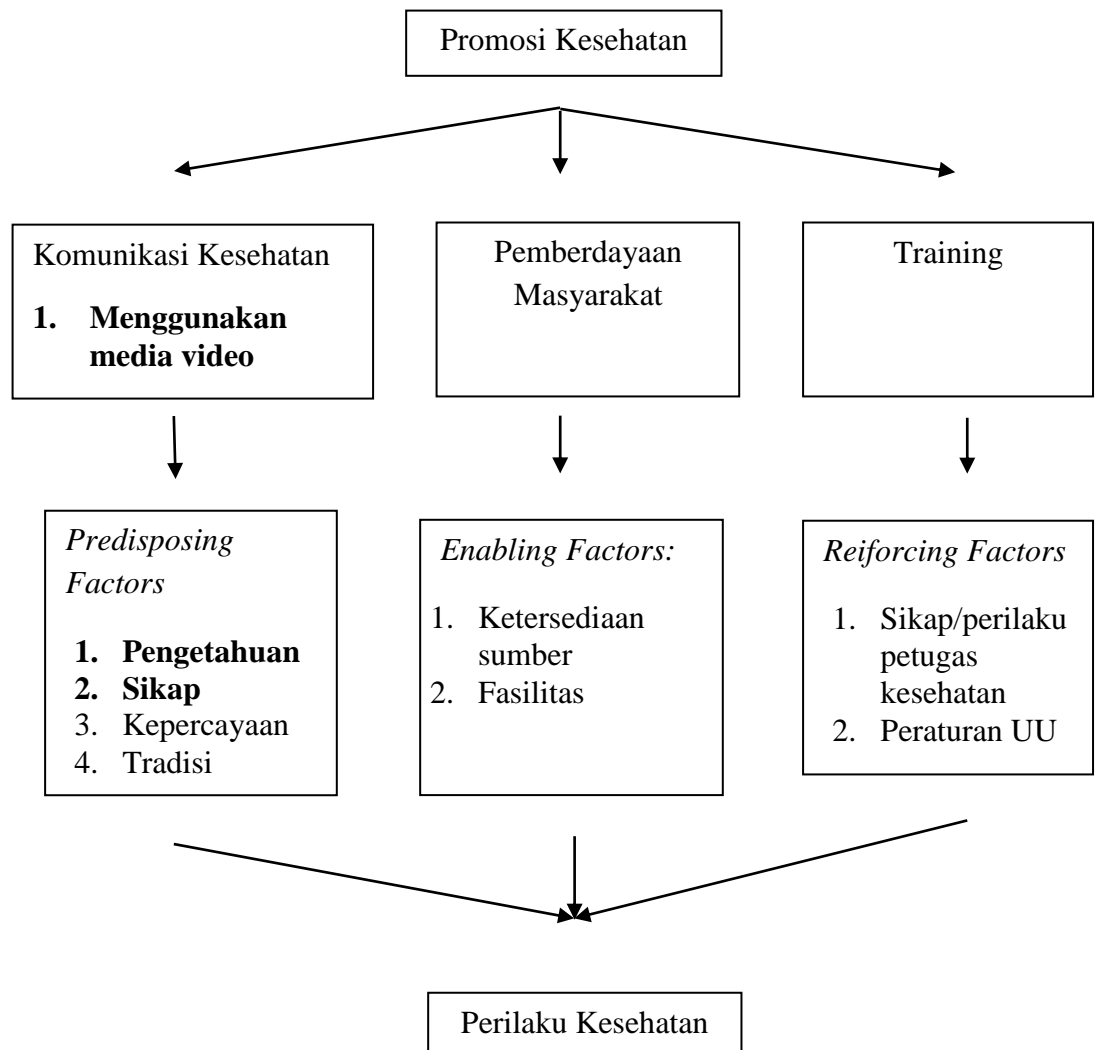 Promosi Kesehatan
Komunikasi Kesehatan
1. Menggunakan
media video
Pemberdayaan
Masyarakat
Training
Predisposing
Factors
1. Pengetahuan
2. Sikap
3. Kepercayaan
4. Tradisi
Enabling Factors:
1. Ketersediaan
sumber
2. Fasilitas
Reiforcing Factors
1. Sikap/perilaku
petugas
kesehatan
2. Peraturan UU
Perilaku Kesehatan